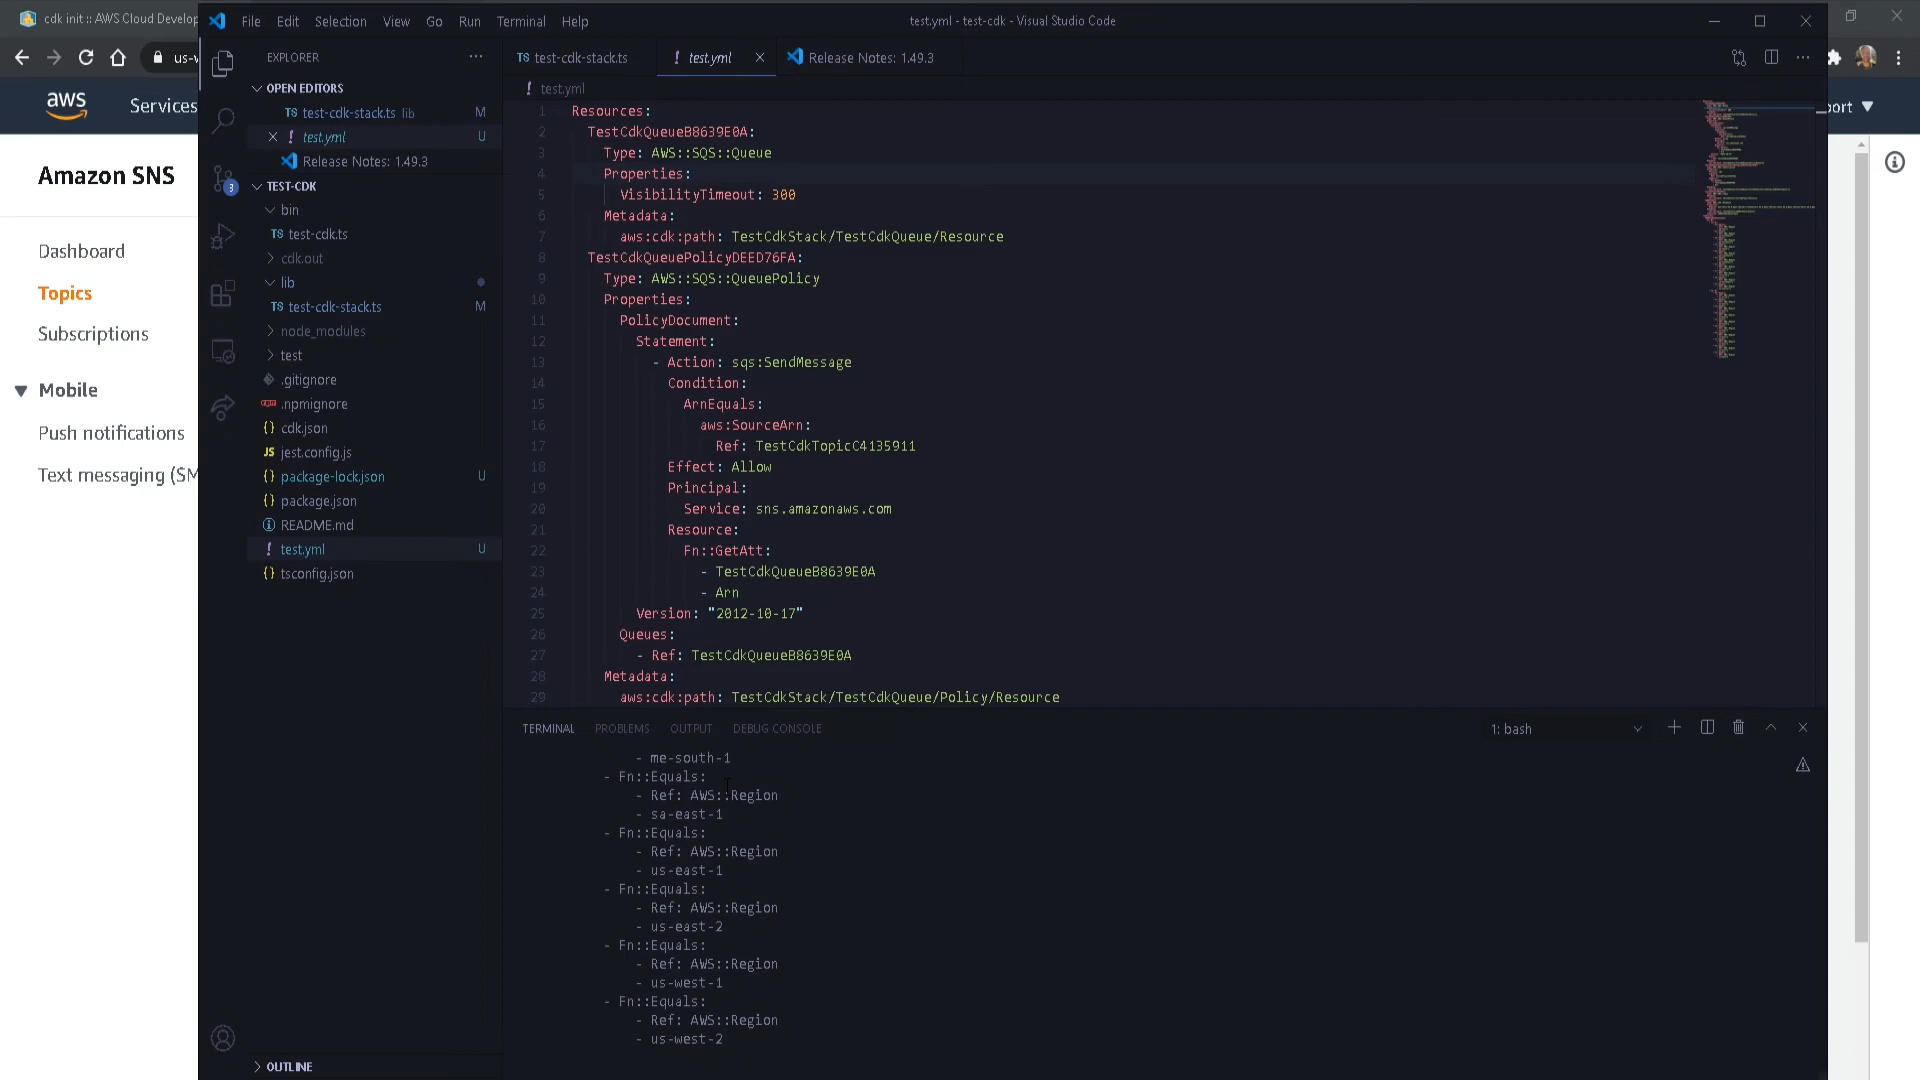 cdk init :: AWS Cloud Develop
us-w
aws
Services
port
Amazon SNS
Dashboard
Topics
Subscriptions
Mobile
Push notifications
Text messaging (SM
File Edit Selection View Go Run Terminal Help
test.yml - test-cdk - Visual Studio Code
EXPLORER
OPEN EDITORS
TS test-cdk-stack.ts lib M
! test.yml U
Release Notes: 1.49.3
3
TEST-CDK
bin
TS test-cdk.ts
cdk.out
lib
TS test-cdk-stack.ts M
node_modules
test
.gitignore
npm .npmignore
{} cdk.json
JS jest.config.js
{} package-lock.json U
{} package.json
README.md
! test.yml U
{} tsconfig.json
OUTLINE
TS test-cdk-stack.ts ! test.yml Release Notes: 1.49.3
! test.yml
1 Resources:
2 TestCdkQueueB8639E0A:
3 Type: AWS::SQS::Queue
4 Properties:
5 VisibilityTimeout: 300
6 Metadata:
7 aws:cdk:path: TestCdkStack/TestCdkQueue/Resource
8 TestCdkQueuePolicyDEED76FA:
9 Type: AWS::SQS::QueuePolicy
10 Properties:
11 PolicyDocument:
12 Statement:
13 - Action: sqs:SendMessage
14 Condition:
15 ArnEquals:
16 aws:SourceArn:
17 Ref: TestCdkTopicC4135911
18 Effect: Allow
19 Principal:
20 Service: sns.amazonaws.com
21 Resource:
22 Fn::GetAtt:
23 - TestCdkQueueB8639E0A
24 - Arn
25 Version: "2012-10-17"
26 Queues:
27 - Ref: TestCdkQueueB8639E0A
28 Metadata:
29 aws:cdk:path: TestCdkStack/TestCdkQueue/Policy/Resource
TERMINAL PROBLEMS OUTPUT DEBUG CONSOLE 1: bash
- me-south-1
- Fn::Equals:
- Ref: AWS::Region
- sa-east-1
- Fn::Equals:
- Ref: AWS::Region
- us-east-1
- Fn::Equals:
- Ref: AWS::Region
- us-east-2
- Fn::Equals:
- Ref: AWS::Region
- us-west-1
- Fn::Equals:
- Ref: AWS::Region
- us-west-2